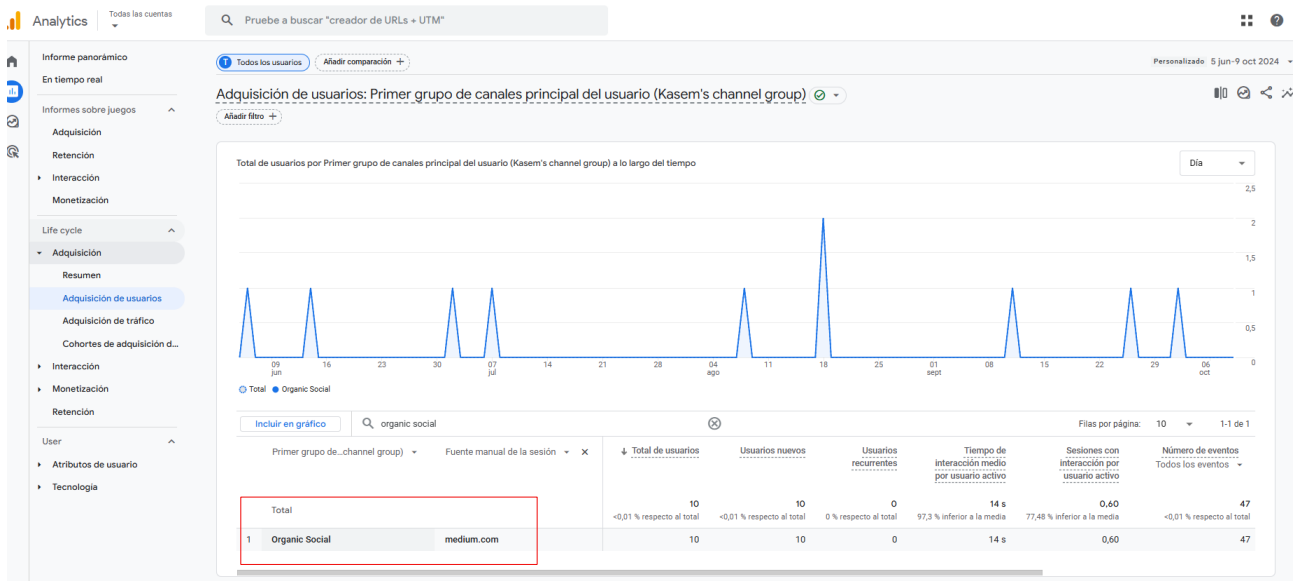 Analytics
Todas las cuentas
Pruebe a buscar "creador de URLs + UTM"
Informe panorámico
En tiempo real
Informes sobre juegos
Adquisición
Retención
Interacción
Monetización
Life cycle
Adquisición
Resumen
Adquisición de usuarios
Adquisición de tráfico
Cohortes de adquisición d...
Interacción
Monetización
Retención
User
Atributos de usuario
Tecnología
T Todos los usuarios
Añadir comparación +
Personalizado 5 jun-9 oct 2024
Adquisición de usuarios: Primer grupo de canales principal del usuario (Kasem's channel group)
Añadir filtro +
Total de usuarios por Primer grupo de canales principal del usuario (Kasem's channel group) a lo largo del tiempo
Día
2,5
2
1,5
1
0,5
0
09 16 23 30 07 14 21 28 04 11 18 25 01 08 15 22 29 06
jun jul ago sept oct
Total Organic Social
Incluir en gráfico
organic social
Filas por página: 10 1-1 de 1
Primer grupo de...channel group) Fuente manual de la sesión
Total de usuarios Usuarios nuevos Usuarios recurrentes Tiempo de interacción medio por usuario activo Sesiones con interacción por usuario activo Número de eventos
Todos los eventos
Total 10 10 0 14 s 0,60 47
<0,01 % respecto al total <0,01 % respecto al total 0 % respecto al total 97,3 % inferior a la media 77,48 % inferior a la media <0,01 % respecto al total
1 Organic Social medium.com 10 10 0 14 s 0,60 47